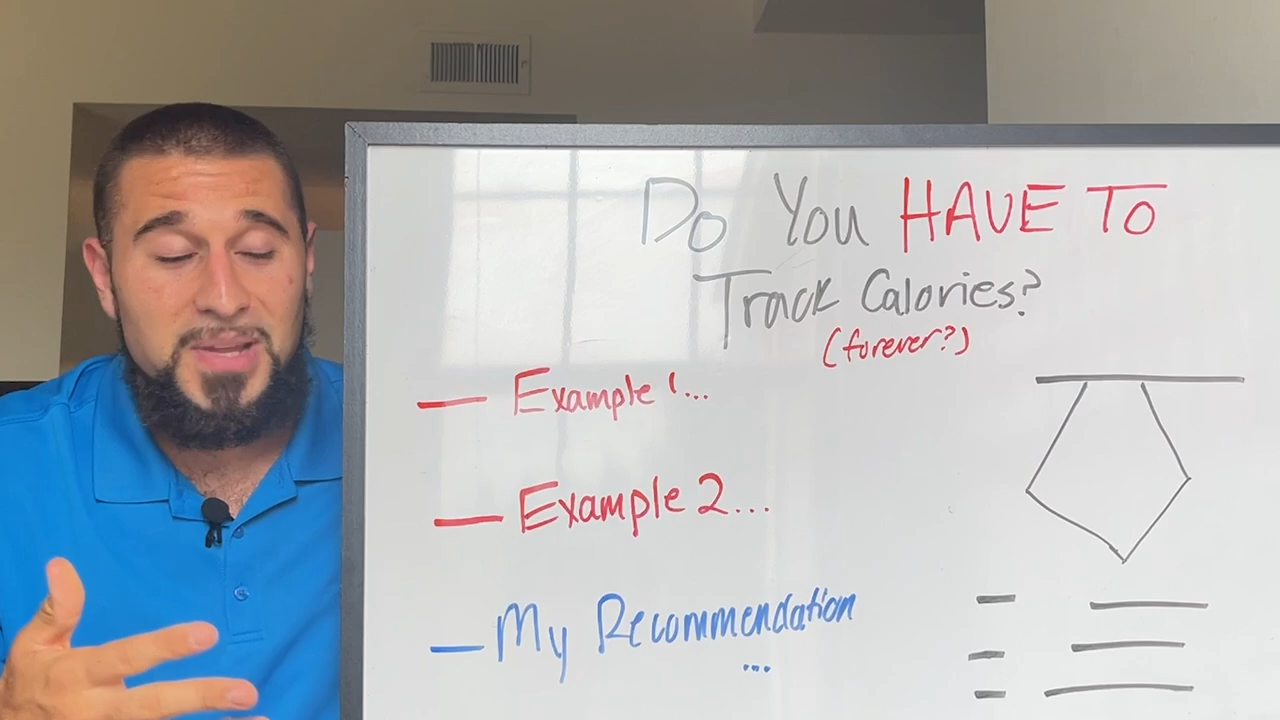 Do You HAVE TO
Track Calories?
(forever?)
— Example 1...
— Example 2...
— My Recommendation
...